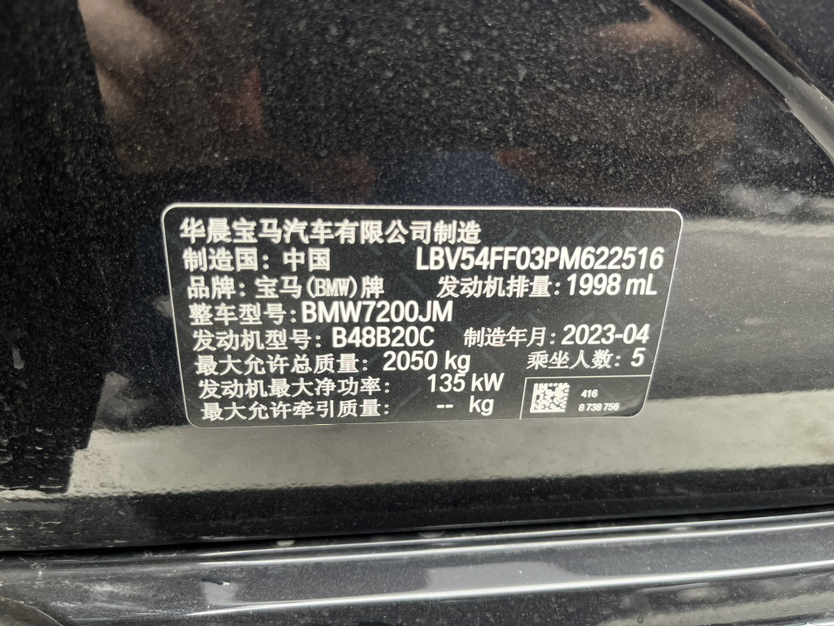 华晨宝马汽车有限公司制造
制造国：中国 LBV54FF03PM622516
品牌：宝马(BMW)牌 发动机排量：1998 mL
整车型号：BMW7200JM
发动机型号：B48B20C 制造年月：2023-04
最大允许总质量：2050 kg 乘坐人数：5
发动机最大净功率：135 kW
最大允许牵引质量：-- kg
416
8 738 756